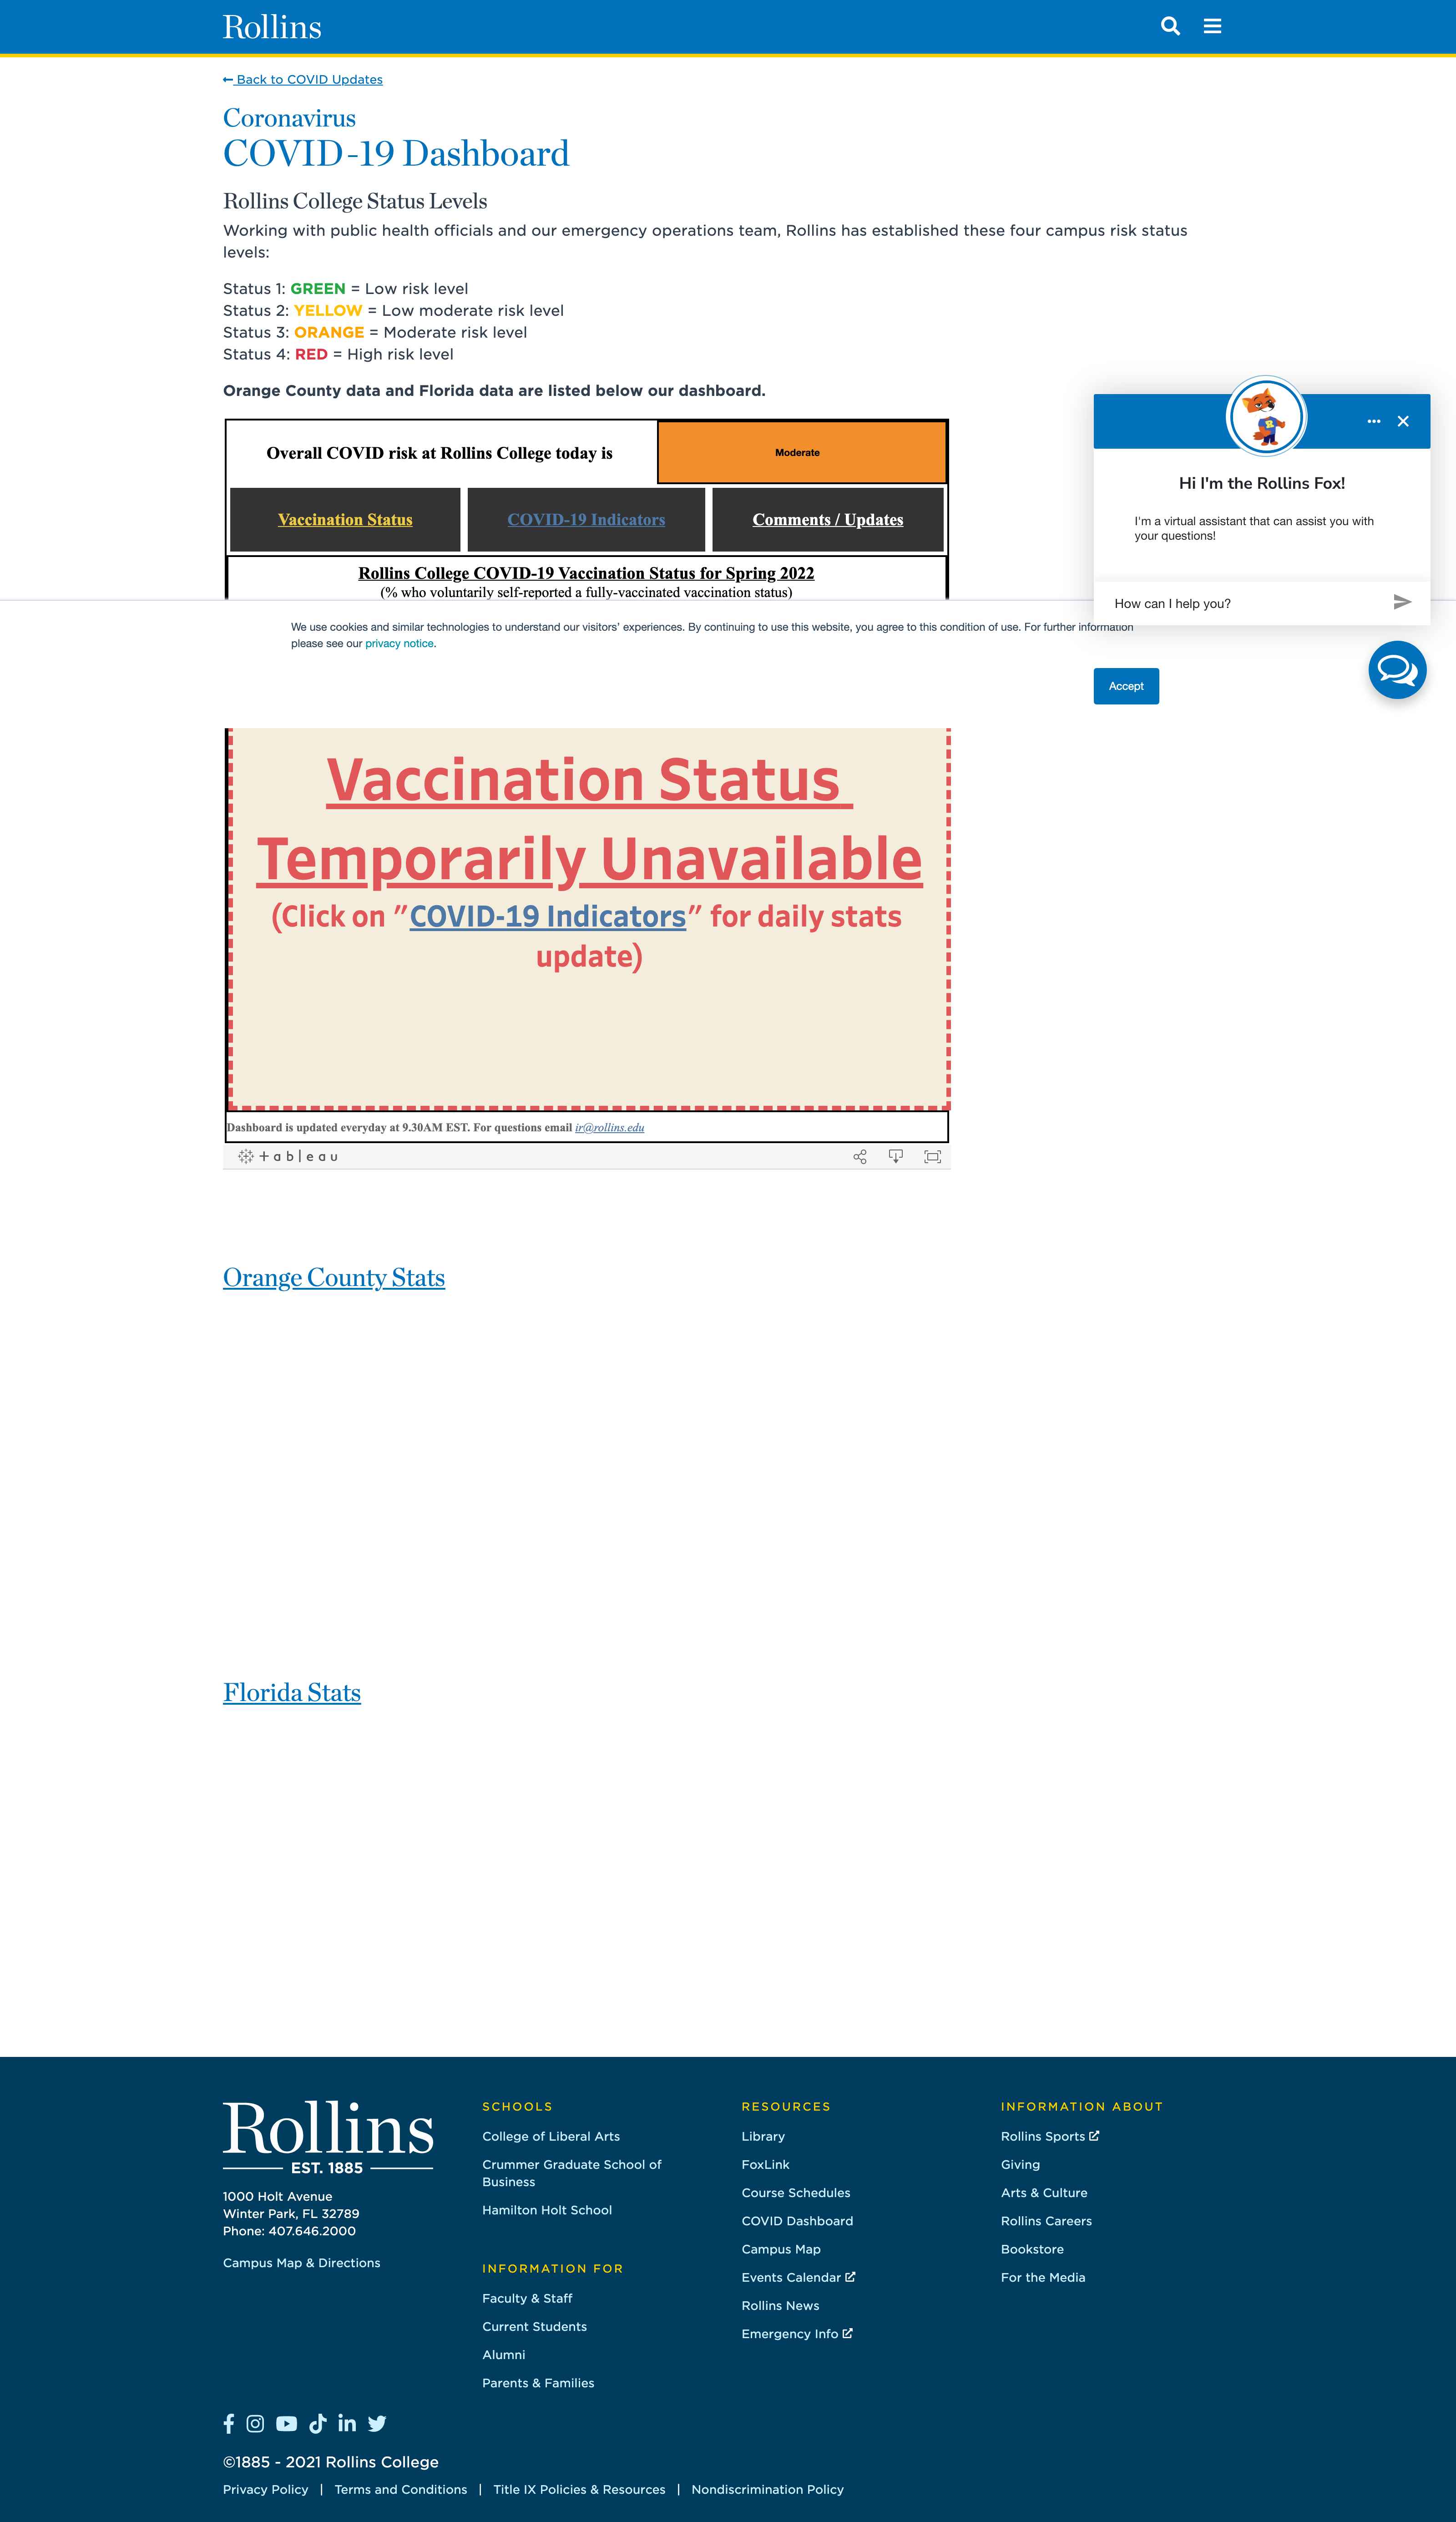 Rollins
Back to COVID Updates
Coronavirus
COVID-19 Dashboard
Rollins College Status Levels
Working with public health officials and our emergency operations team, Rollins has established these four campus risk status
levels:
Status 1: GREEN = Low risk level
Status 2: YELLOW = Low moderate risk level
Status 3: ORANGE = Moderate risk level
Status 4: RED = High risk level
Orange County data and Florida data are listed below our dashboard.
Overall COVID risk at Rollins College today is
Moderate
Vaccination Status
COVID-19 Indicators
Comments / Updates
Rollins College COVID-19 Vaccination Status for Spring 2022
(% who voluntarily self-reported a fully-vaccinated vaccination status)
Hi I'm the Rollins Fox!
I'm a virtual assistant that can assist you with
your questions!
How can I help you?
We use cookies and similar technologies to understand our visitors' experiences. By continuing to use this website, you agree to this condition of use. For further information
please see our privacy notice.
Accept
Vaccination Status
Temporarily Unavailable
(Click on "COVID-19 Indicators" for daily stats
update)
Dashboard is updated everyday at 9.30AM EST. For questions email ir@rollins.edu
+ableau
Orange County Stats
Florida Stats
Rollins
EST. 1885
1000 Holt Avenue
Winter Park, FL 32789
Phone: 407.646.2000
Campus Map & Directions
SCHOOLS
College of Liberal Arts
Crummer Graduate School of
Business
Hamilton Holt School
INFORMATION FOR
Faculty & Staff
Current Students
Alumni
Parents & Families
RESOURCES
Library
FoxLink
Course Schedules
COVID Dashboard
Campus Map
Events Calendar
Rollins News
Emergency Info
INFORMATION ABOUT
Rollins Sports
Giving
Arts & Culture
Rollins Careers
Bookstore
For the Media
©1885 - 2021 Rollins College
Privacy Policy | Terms and Conditions | Title IX Policies & Resources | Nondiscrimination Policy